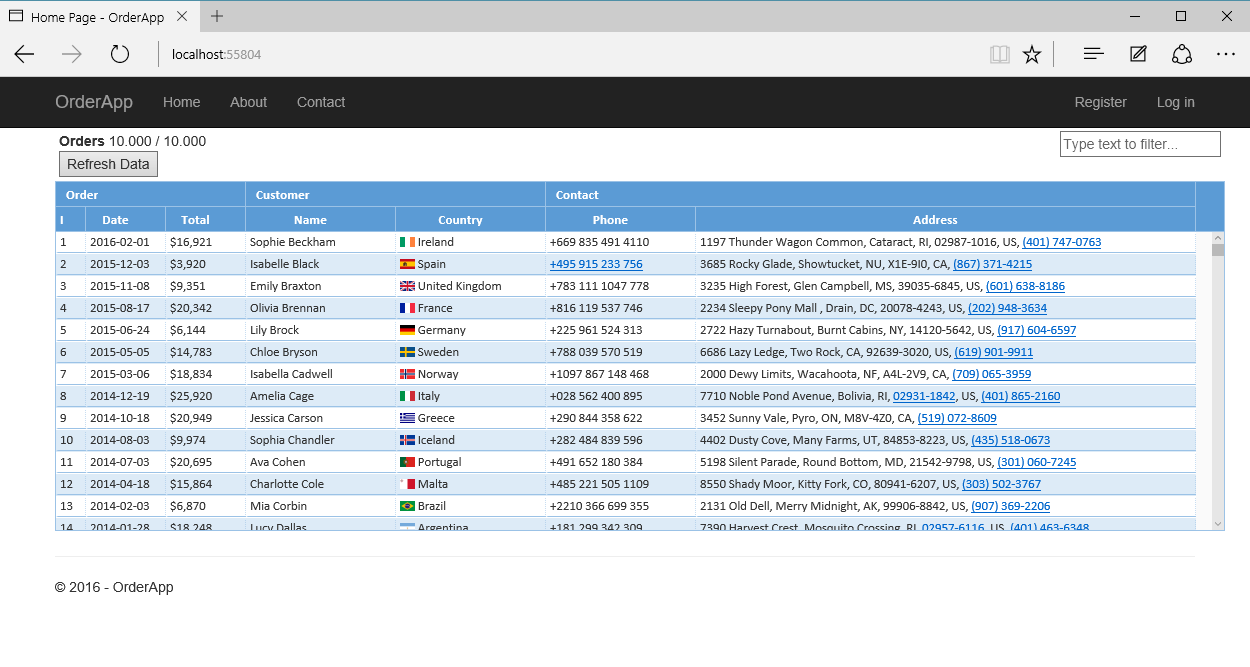 Home Page - OrderApp
localhost:55804
OrderApp Home About Contact Register Log in
Orders 10.000 / 10.000 Type text to filter...
Refresh Data
Order Customer Contact
I Date Total Name Country Phone Address
1 2016-02-01 $16,921 Sophie Beckham Ireland +669 835 491 4110 1197 Thunder Wagon Common, Cataract, RI, 02987-1016, US, (401) 747-0763
2 2015-12-03 $3,920 Isabelle Black Spain +495 915 233 756 3685 Rocky Glade, Showtucket, NU, X1E-9I0, CA, (867) 371-4215
3 2015-11-08 $9,351 Emily Braxton United Kingdom +783 111 1047 778 3235 High Forest, Glen Campbell, MS, 39035-6845, US, (601) 638-8186
4 2015-08-17 $20,342 Olivia Brennan France +816 119 537 746 2234 Sleepy Pony Mall , Drain, DC, 20078-4243, US, (202) 948-3634
5 2015-06-24 $6,144 Lily Brock Germany +225 961 524 313 2722 Hazy Turnabout, Burnt Cabins, NY, 14120-5642, US, (917) 604-6597
6 2015-05-05 $14,783 Chloe Bryson Sweden +788 039 570 519 6686 Lazy Ledge, Two Rock, CA, 92639-3020, US, (619) 901-9911
7 2015-03-06 $18,834 Isabella Cadwell Norway +1097 867 148 468 2000 Dewy Limits, Wacahoota, NF, A4L-2V9, CA, (709) 065-3959
8 2014-12-19 $25,920 Amelia Cage Italy +028 562 400 895 7710 Noble Pond Avenue, Bolivia, RI, 02931-1842, US, (401) 865-2160
9 2014-10-18 $20,949 Jessica Carson Greece +290 844 358 622 3452 Sunny Vale, Pyro, ON, M8V-4Z0, CA, (519) 072-8609
10 2014-08-03 $9,974 Sophia Chandler Iceland +282 484 839 596 4402 Dusty Cove, Many Farms, UT, 84853-8223, US, (435) 518-0673
11 2014-07-03 $20,695 Ava Cohen Portugal +491 652 180 384 5198 Silent Parade, Round Bottom, MD, 21542-9798, US, (301) 060-7245
12 2014-04-18 $15,864 Charlotte Cole Malta +485 221 505 1109 8550 Shady Moor, Kitty Fork, CO, 80941-6207, US, (303) 502-3767
13 2014-02-03 $6,870 Mia Corbin Brazil +2210 366 699 355 2131 Old Dell, Merry Midnight, AK, 99906-8842, US, (907) 369-2206
14 2014-01-28 $18,248 Lucy Dallas Argentina +181 299 342 309 7390 Harvest Crest, Mosquito Crossing, RI, 02957-6116, US, (401) 463-6348
© 2016 - OrderApp